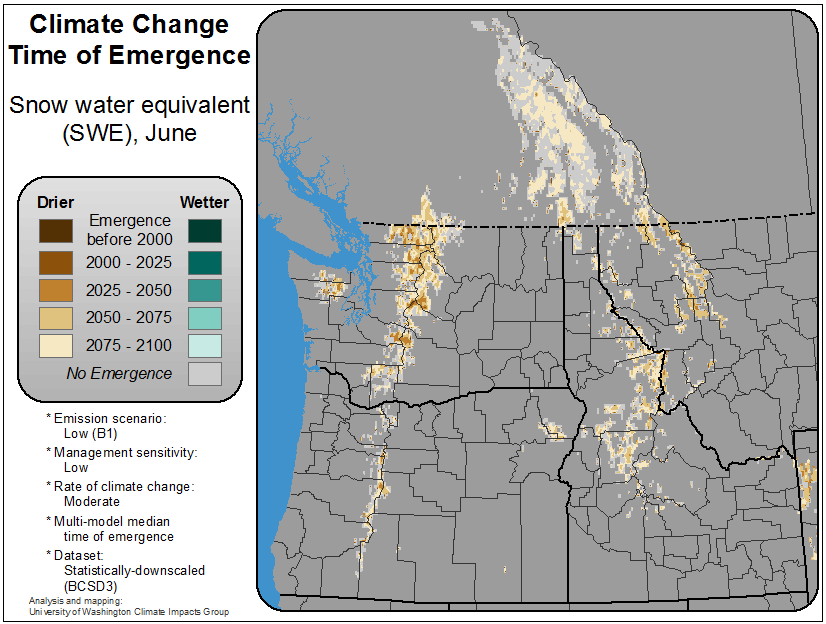 Climate Change
Time of Emergence
Snow water equivalent
(SWE), June
Drier
Wetter
Emergence
before 2000
2000 - 2025
2025 - 2050
2050 - 2075
2075 - 2100
No Emergence
* Emission scenario:
Low (B1)
* Management sensitivity:
Low
* Rate of climate change:
Moderate
* Multi-model median
time of emergence
* Dataset:
Statistically-downscaled
(BCSD3)
Analysis and mapping:
University of Washington Climate Impacts Group